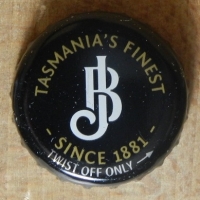 TASMANIA'S FINEST
JB
- SINCE 1881 -
TWIST OFF ONLY